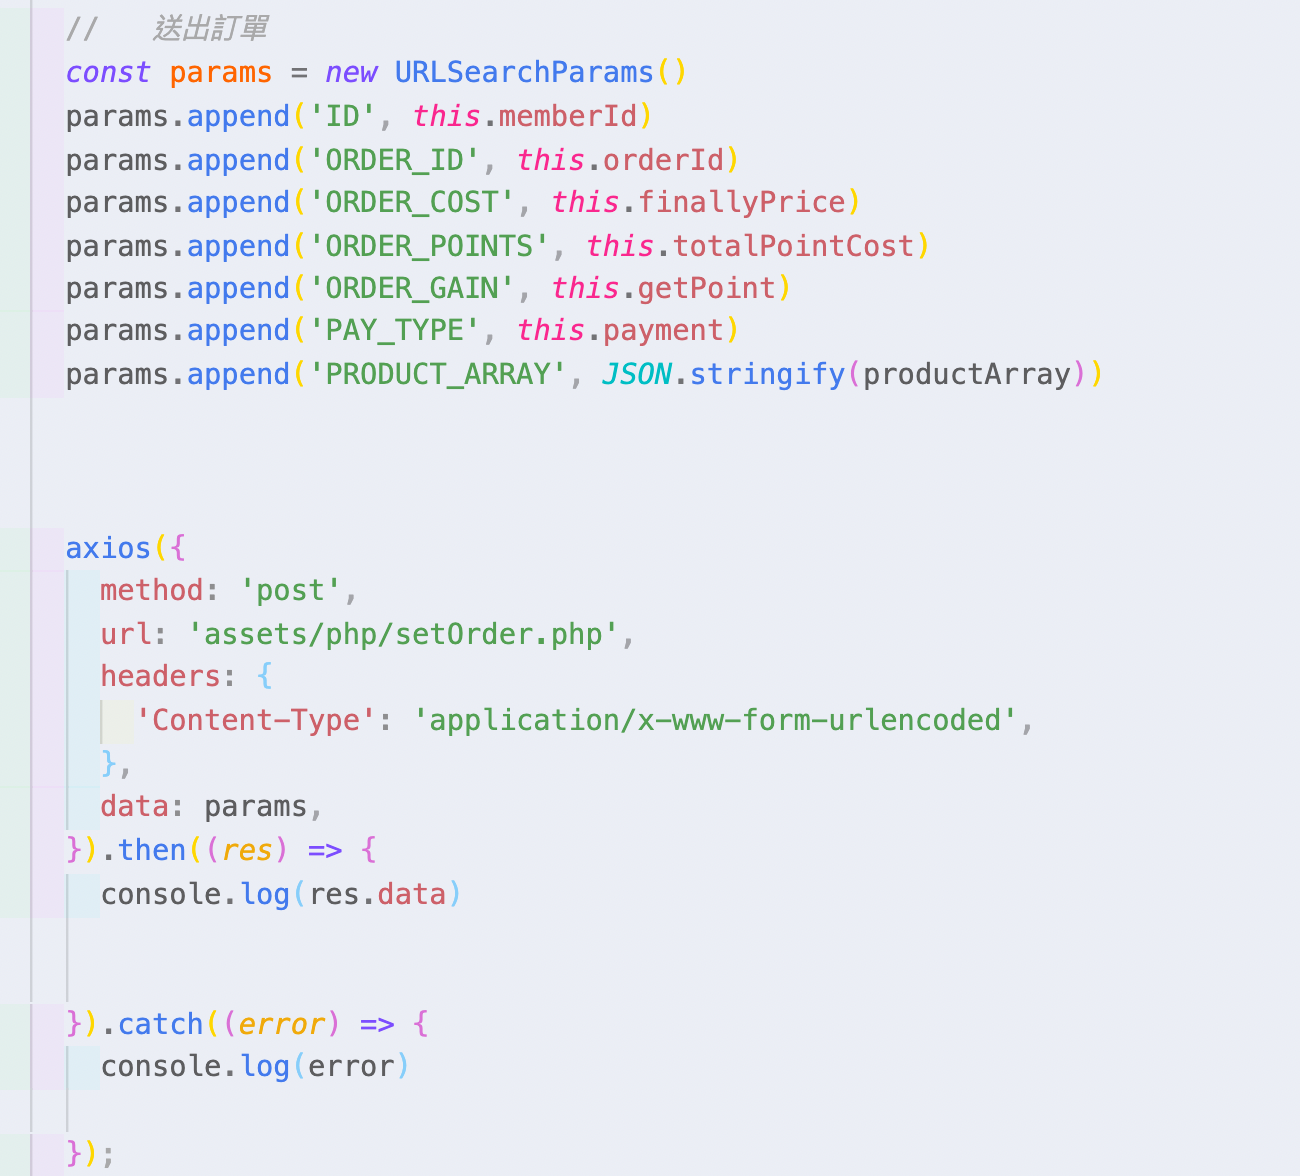 //   送出訂單
const params = new URLSearchParams()
params.append('ID', this.memberId)
params.append('ORDER_ID', this.orderId)
params.append('ORDER_COST', this.finallyPrice)
params.append('ORDER_POINTS', this.totalPointCost)
params.append('ORDER_GAIN', this.getPoint)
params.append('PAY_TYPE', this.payment)
params.append('PRODUCT_ARRAY', JSON.stringify(productArray))
axios({
  method: 'post',
  url: 'assets/php/setOrder.php',
  headers: {
    'Content-Type': 'application/x-www-form-urlencoded',
  },
  data: params,
}).then((res) => {
  console.log(res.data)
}).catch((error) => {
  console.log(error)
});